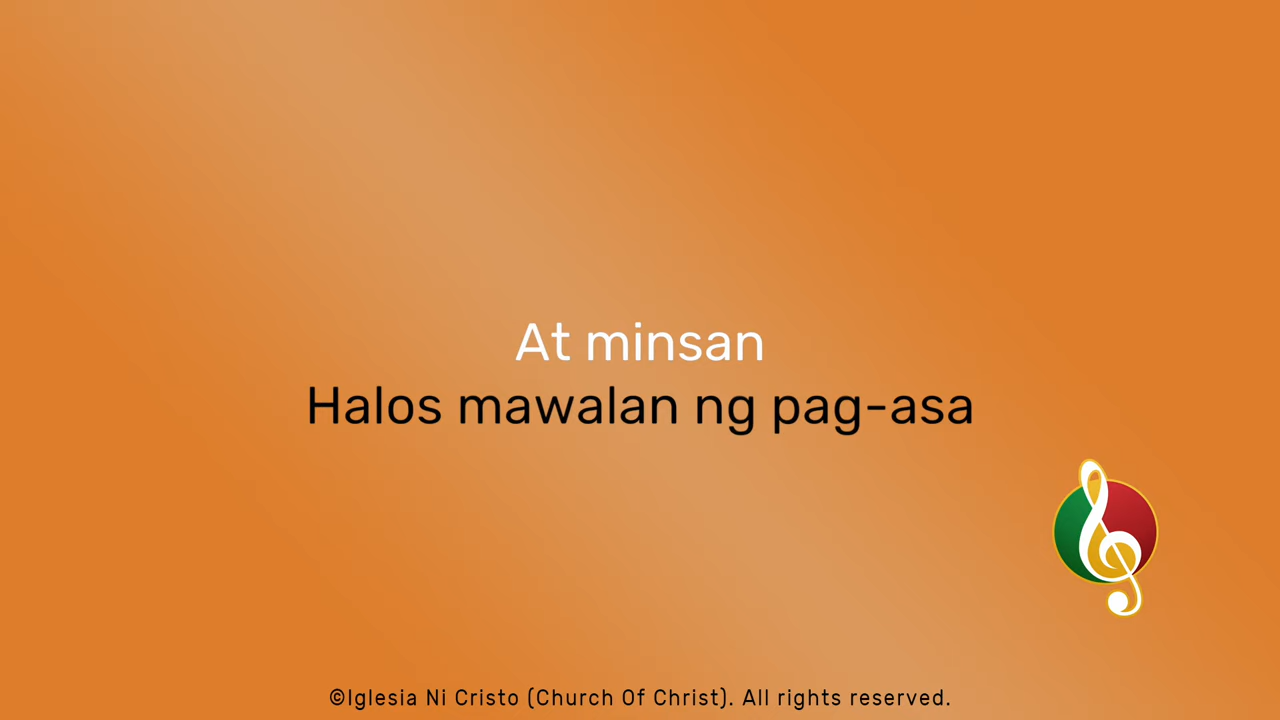 At minsan
Halos mawalan ng pag-asa
©Iglesia Ni Cristo (Church Of Christ). All rights reserved.